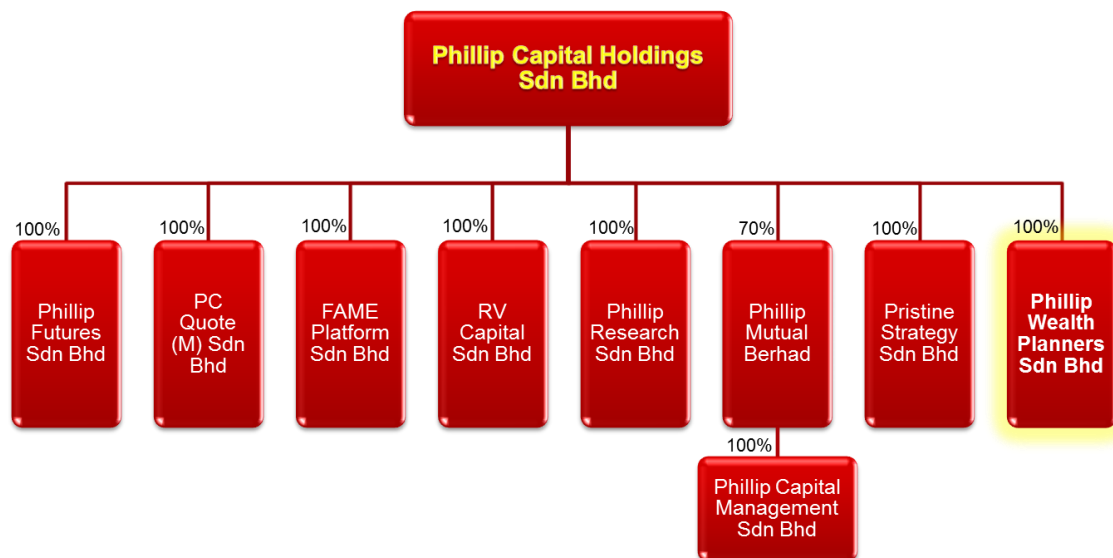 Phillip Capital Holdings
Sdn Bhd
100%
100%
100%
100%
100%
70%
100%
100%
Phillip
Futures
Sdn Bhd
PC
Quote
(M) Sdn
Bhd
FAME
Platform
Sdn Bhd
RV
Capital
Sdn Bhd
Phillip
Research
Sdn Bhd
Phillip
Mutual
Berhad
Pristine
Strategy
Sdn Bhd
Phillip
Wealth
Planners
Sdn Bhd
100%
Phillip Capital
Management
Sdn Bhd